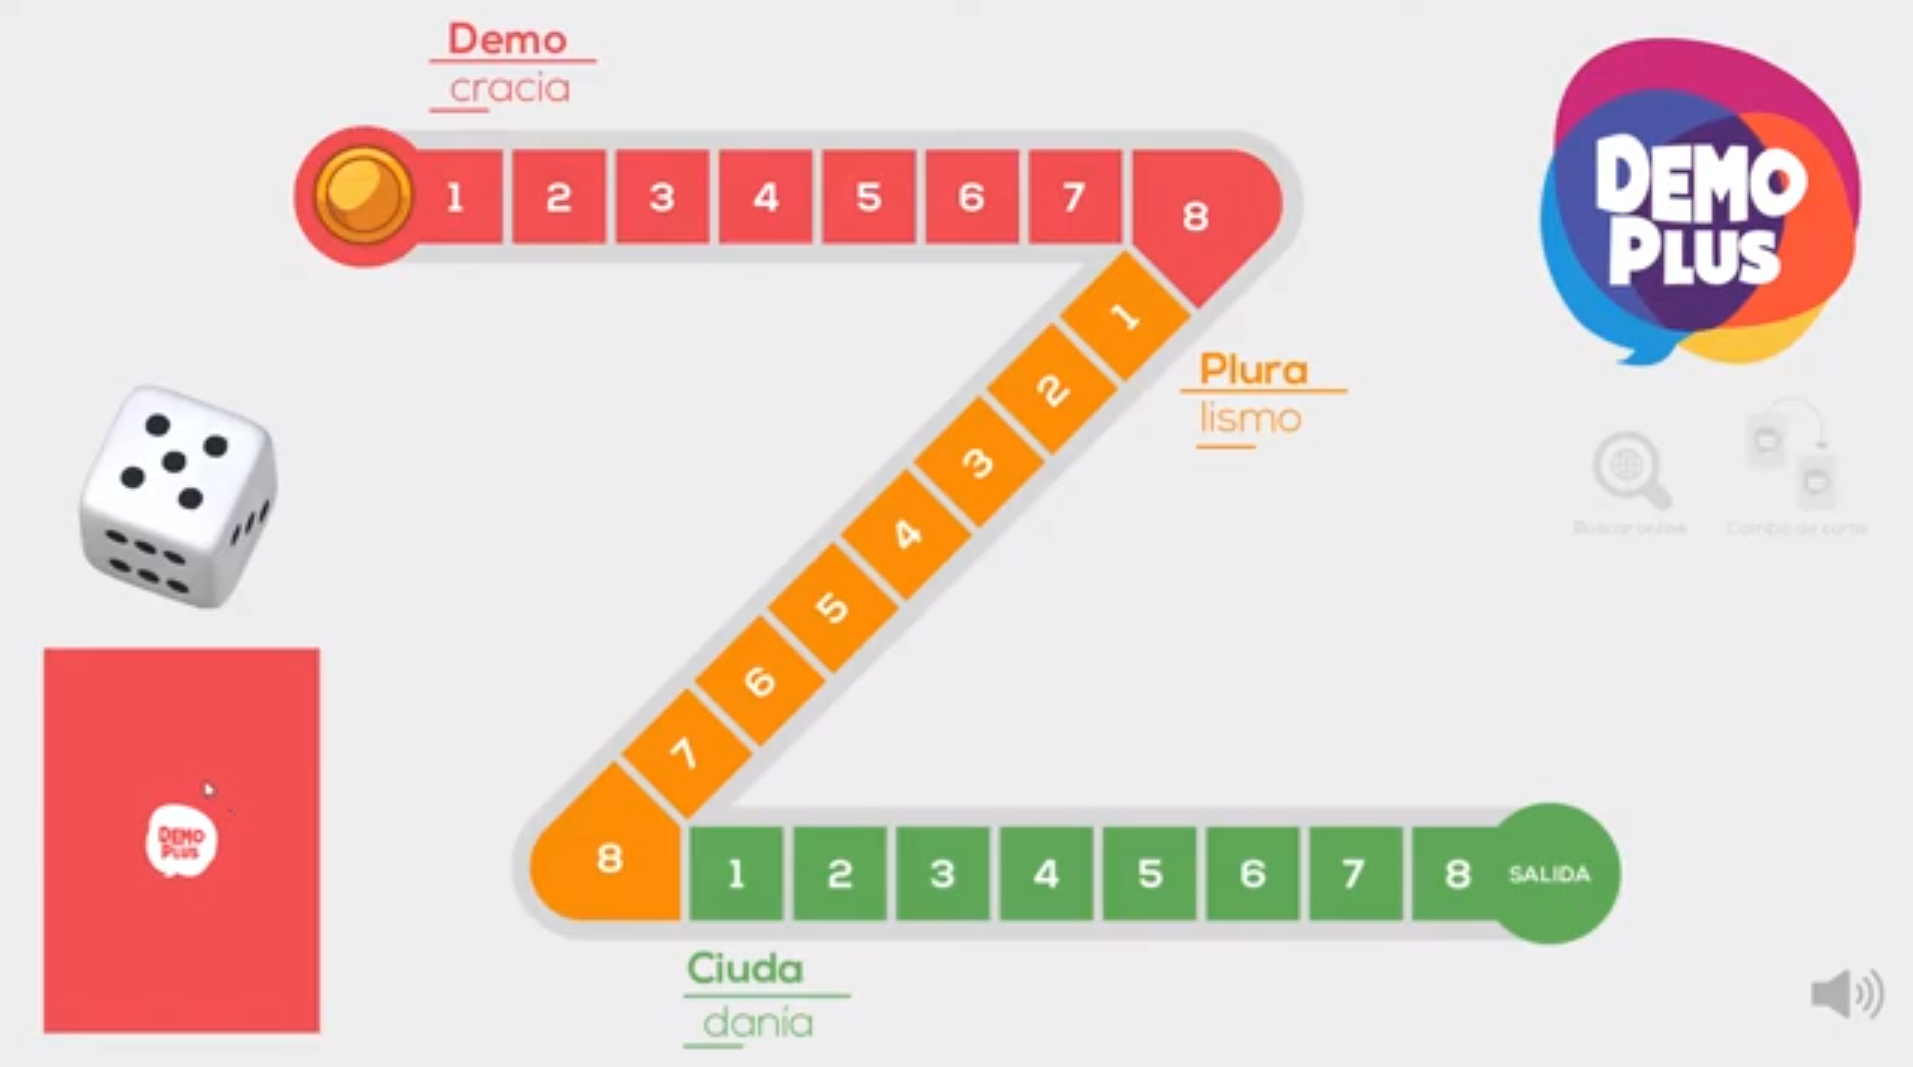 Demo
cracia
1 2 3 4 5 6 7 8
DEMO
PLUS
1
2
3
4
5
6
7
8
Plura
lismo
Buscar online
Cambio de carta
DEMO
PLUS
1 2 3 4 5 6 7 8 SALIDA
Ciuda
dania